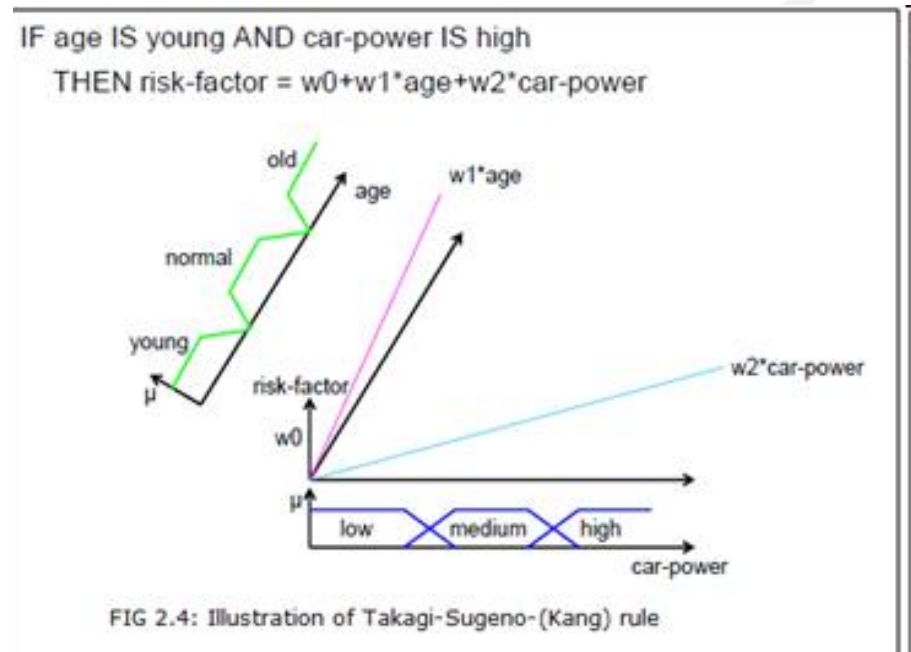 IF age IS young AND car-power IS high
THEN risk-factor = w0+w1*age+w2*car-power
old
age
w1*age
normal
young
μ
risk-factor
w2*car-power
w0
μ
low
medium
high
car-power
FIG 2.4: Illustration of Takagi-Sugeno-(Kang) rule